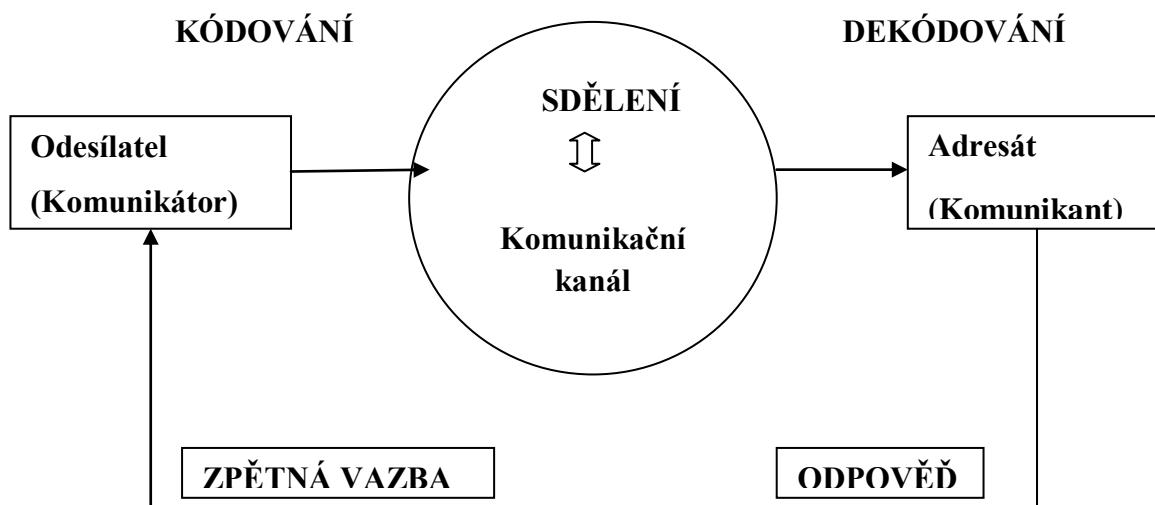 KÓDOVÁNÍ
DEKÓDOVÁNÍ
SDĚLENÍ
Odesílatel
(Komunikátor)
Adresát
(Komunikant)
Komunikační
kanál
ZPĚTNÁ VAZBA
ODPOVĚĎ